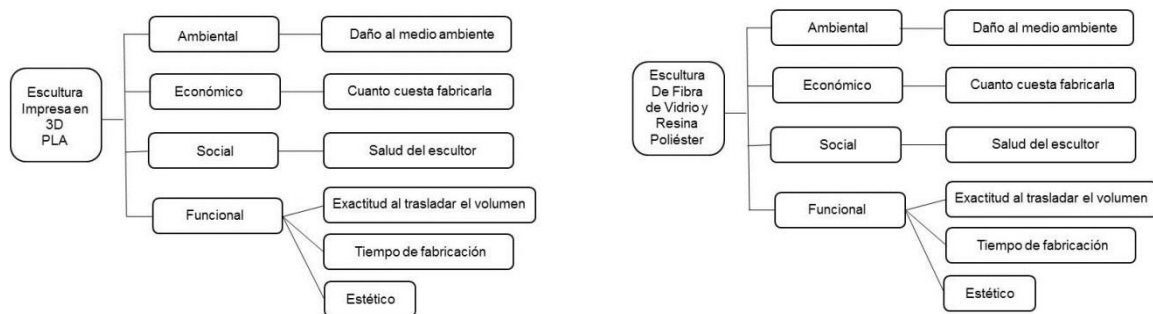 Escultura
Impresa en
3D
PLA
Ambiental
Daño al medio ambiente
Económico
Cuanto cuesta fabricarla
Social
Salud del escultor
Funcional
Exactitud al trasladar el volumen
Tiempo de fabricación
Estético
Escultura
De Fibra
de Vidrio y
Resina
Poliéster
Ambiental
Daño al medio ambiente
Económico
Cuanto cuesta fabricarla
Social
Salud del escultor
Funcional
Exactitud al trasladar el volumen
Tiempo de fabricación
Estético